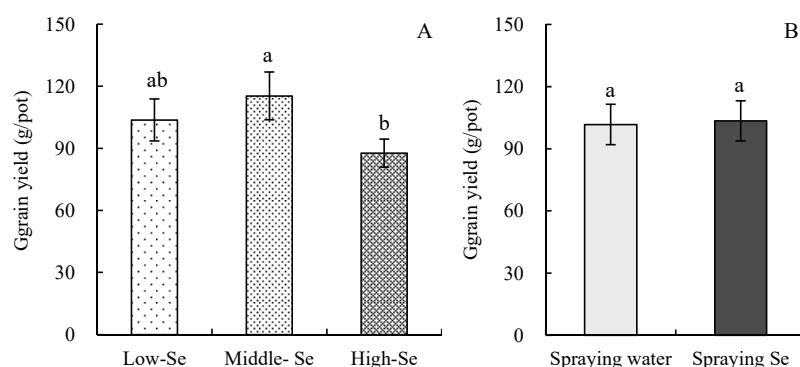 A
Ggrain yield (g/pot)
150
120
90
60
30
0
ab
a
b
Low-Se Middle- Se High-Se
B
Ggrain yield (g/pot)
150
120
90
60
30
0
a
a
Spraying water Spraying Se